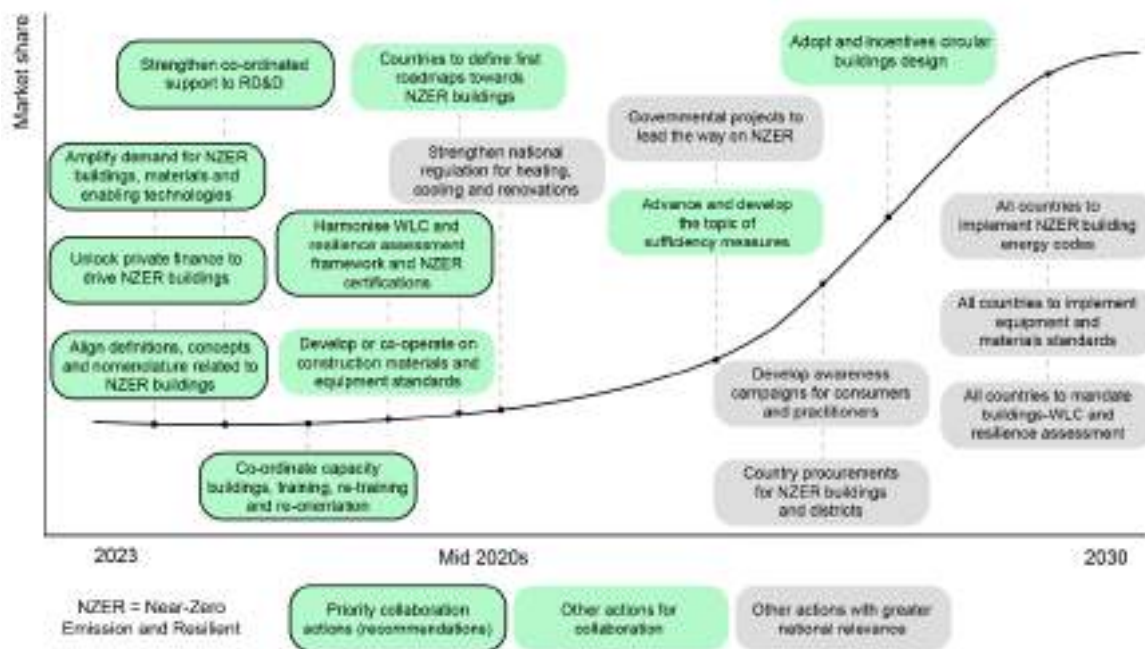 Market share
Strengthen co-ordinated
support to RD&D
Countries to define first
roadmaps towards
NZER buildings
Adopt and incentives circular
buildings design
Amplify demand for NZER
buildings, materials and
enabling technologies
Strengthen national
regulation for heating,
cooling and renovations
Governmental projects to
lead the way on NZER
Unlock private finance to
drive NZER buildings
Harmonise WLC and
resilience assessment
framework and NZER
certifications
Advance and develop
the topic of
sufficiency measures
All countries to
implement NZER building
energy codes
Align definitions, concepts
and nomenclature related to
NZER buildings
Develop or co-operate on
construction materials and
equipment standards
All countries to implement
equipment and
materials standards
Develop awareness
campaigns for consumers
and practitioners
All countries to mandate
buildings-WLC and
resilience assessment
Co-ordinate capacity
buildings, training, re-training
and re-orientation
Country procurements
for NZER buildings
and districts
2023
Mid 2020s
2030
NZER = Near-Zero
Emission and Resilient
Priority collaboration
actions (recommendations)
Other actions for
collaboration
Other actions with greater
national relevance